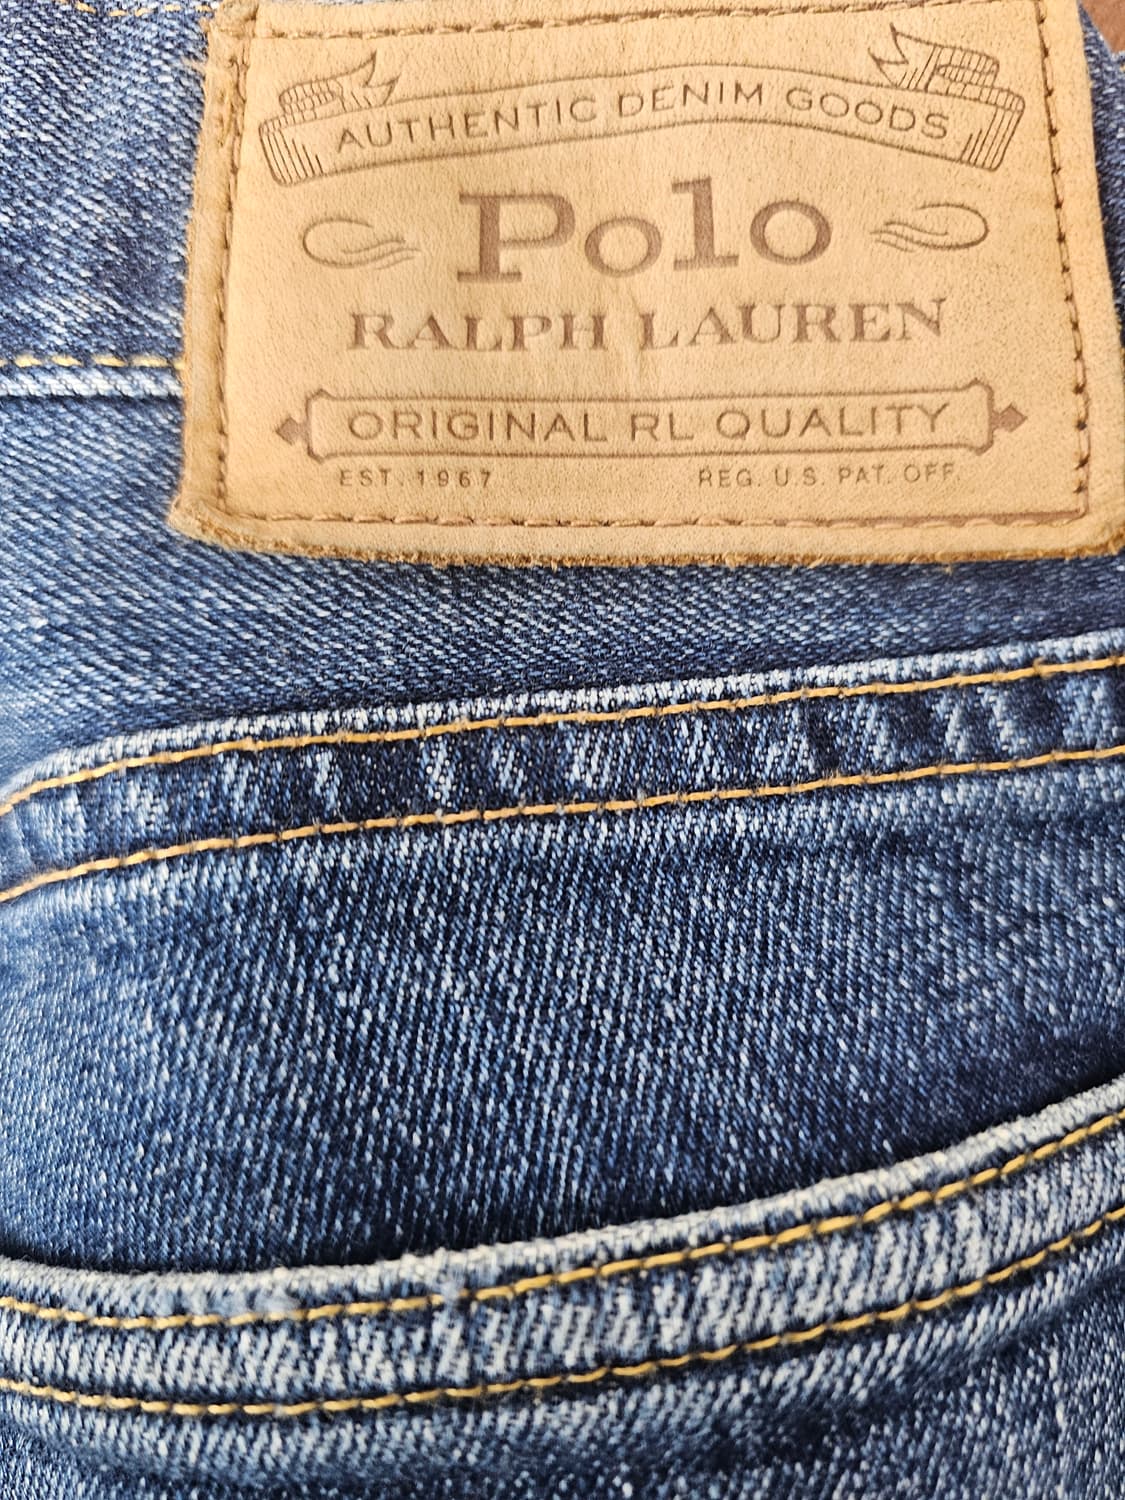 AUTHENTIC DENIM GOODS
Polo
RALPH LAUREN
ORIGINAL RL QUALITY
EST. 1967 REG. U.S. PAT. OFF.